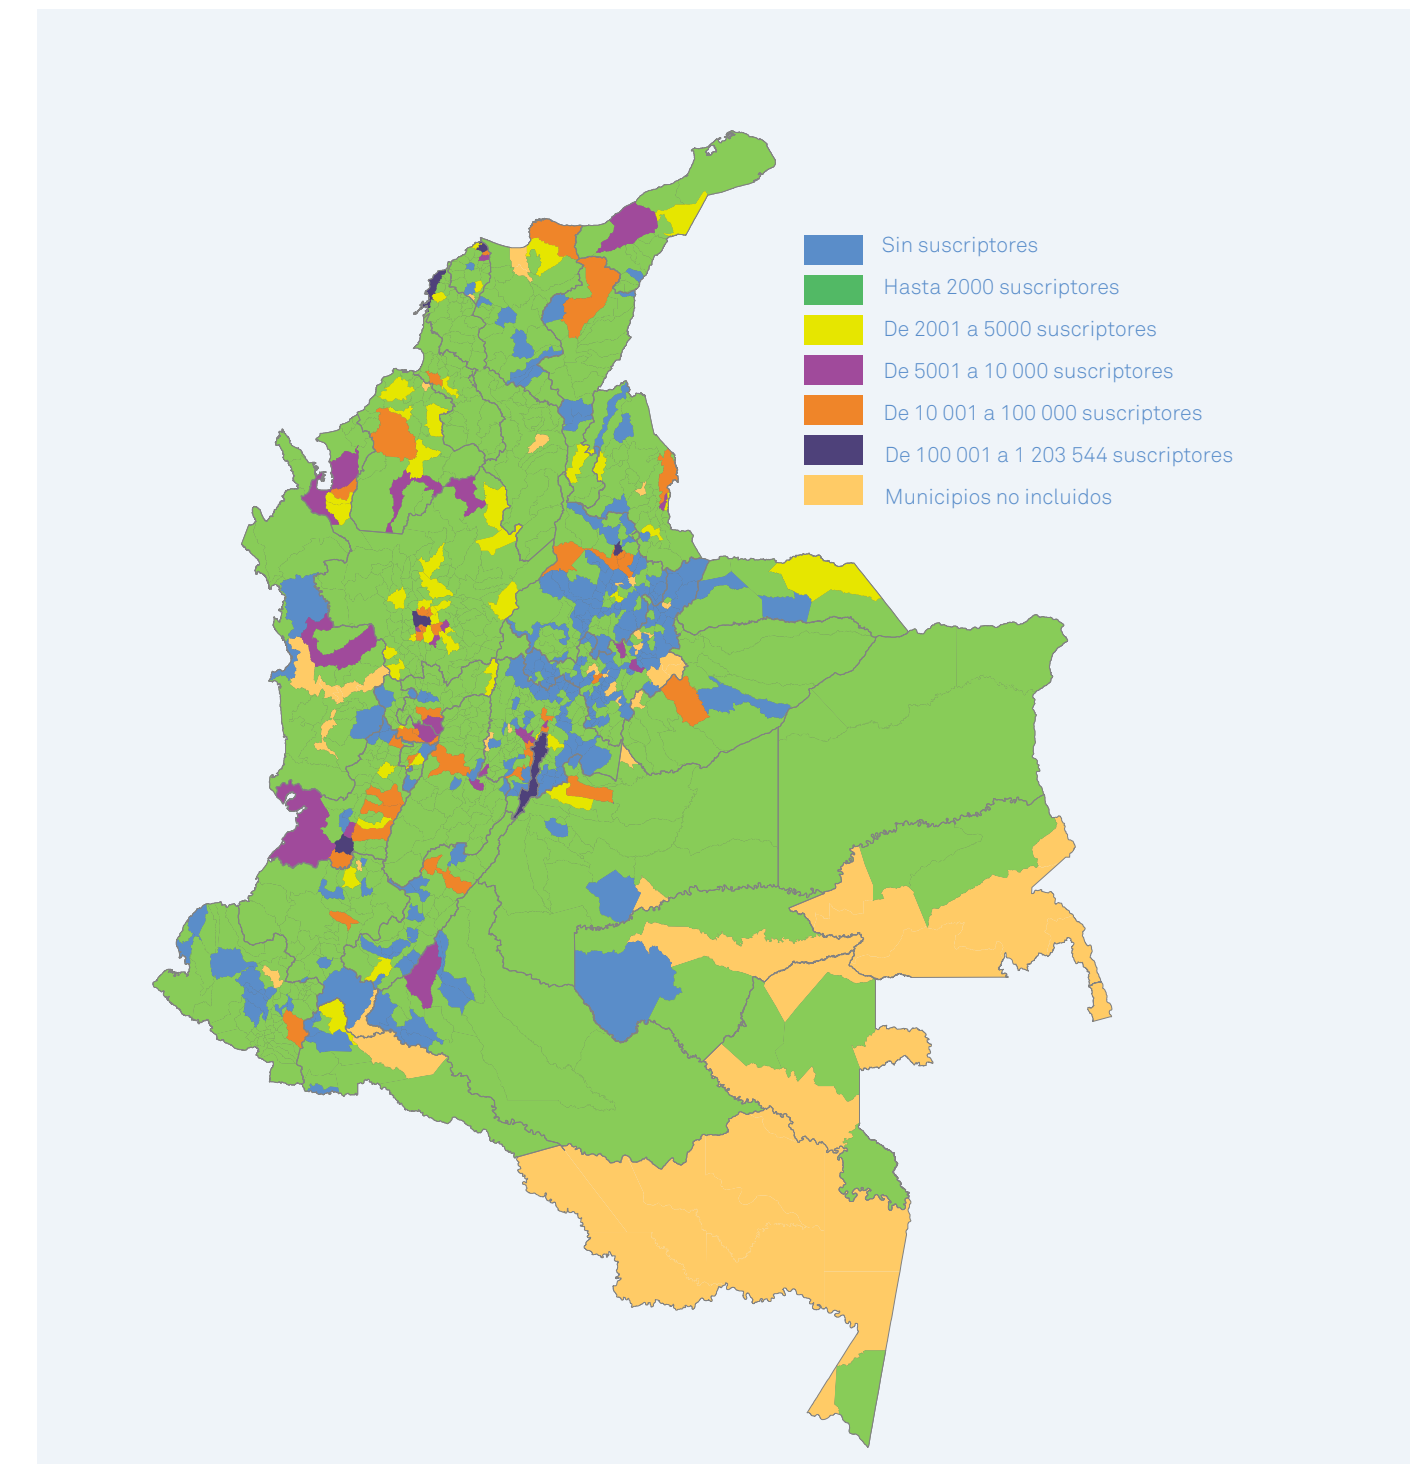 Sin suscriptores
Hasta 2000 suscriptores
De 2001 a 5000 suscriptores
De 5001 a 10 000 suscriptores
De 10 001 a 100 000 suscriptores
De 100 001 a 1 203 544 suscriptores
Municipios no incluidos